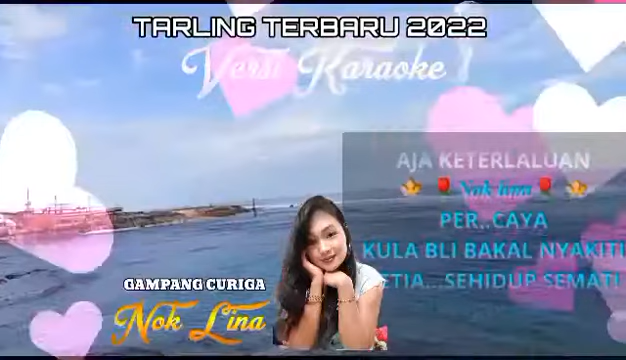 TARLING TERBARU 2022
Versi Karaoke
AJA KETERLALUAN
Nok lina
PER..CAYA
KULA BLI BAKAL NYAKITI
ETIA...SEHIDUP SEMATI
GAMPANG CURIGA
Nok Lina